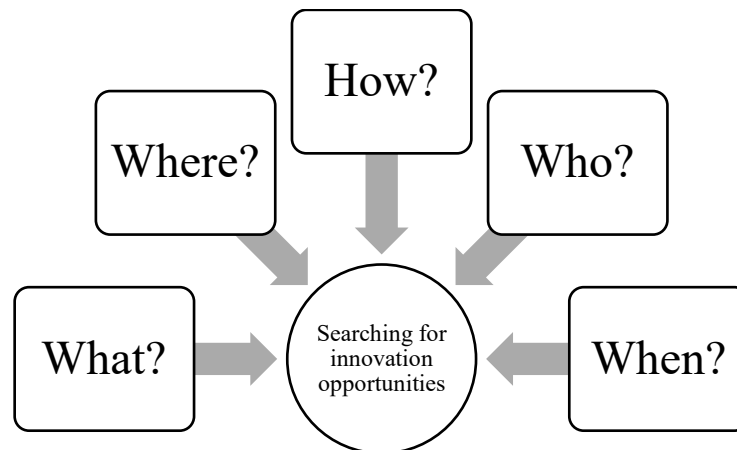 How?
Where?
Who?
What?
Searching for
innovation
opportunities
When?